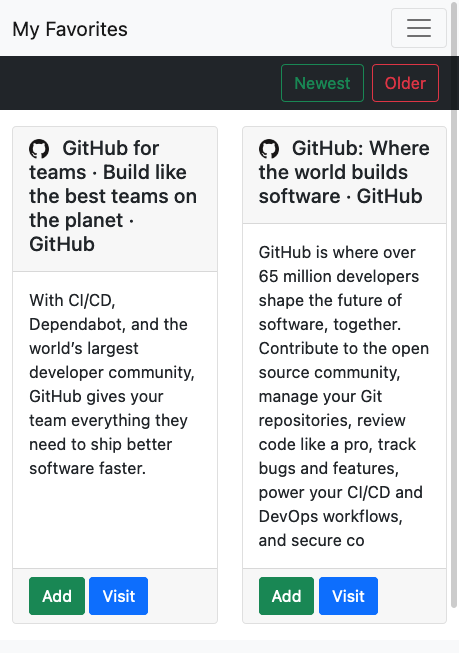 My Favorites
Newest
Older
GitHub for
teams · Build like
the best teams on
the planet ·
GitHub
With CI/CD,
Dependabot, and the
world’s largest
developer community,
GitHub gives your
team everything they
need to ship better
software faster.
Add
Visit
GitHub: Where
the world builds
software · GitHub
GitHub is where over
65 million developers
shape the future of
software, together.
Contribute to the open
source community,
manage your Git
repositories, review
code like a pro, track
bugs and features,
power your CI/CD and
DevOps workflows,
and secure co
Add
Visit